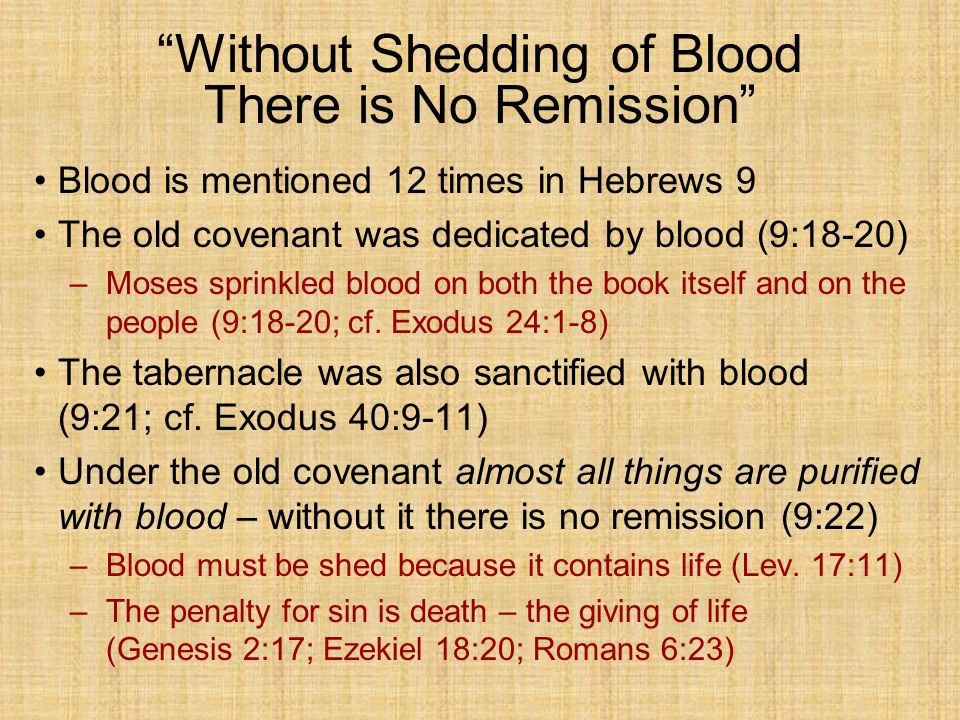 “Without Shedding of Blood
There is No Remission”
• Blood is mentioned 12 times in Hebrews 9
• The old covenant was dedicated by blood (9:18-20)
– Moses sprinkled blood on both the book itself and on the
people (9:18-20; cf. Exodus 24:1-8)
• The tabernacle was also sanctified with blood
(9:21; cf. Exodus 40:9-11)
• Under the old covenant almost all things are purified
with blood – without it there is no remission (9:22)
– Blood must be shed because it contains life (Lev. 17:11)
– The penalty for sin is death – the giving of life
(Genesis 2:17; Ezekiel 18:20; Romans 6:23)